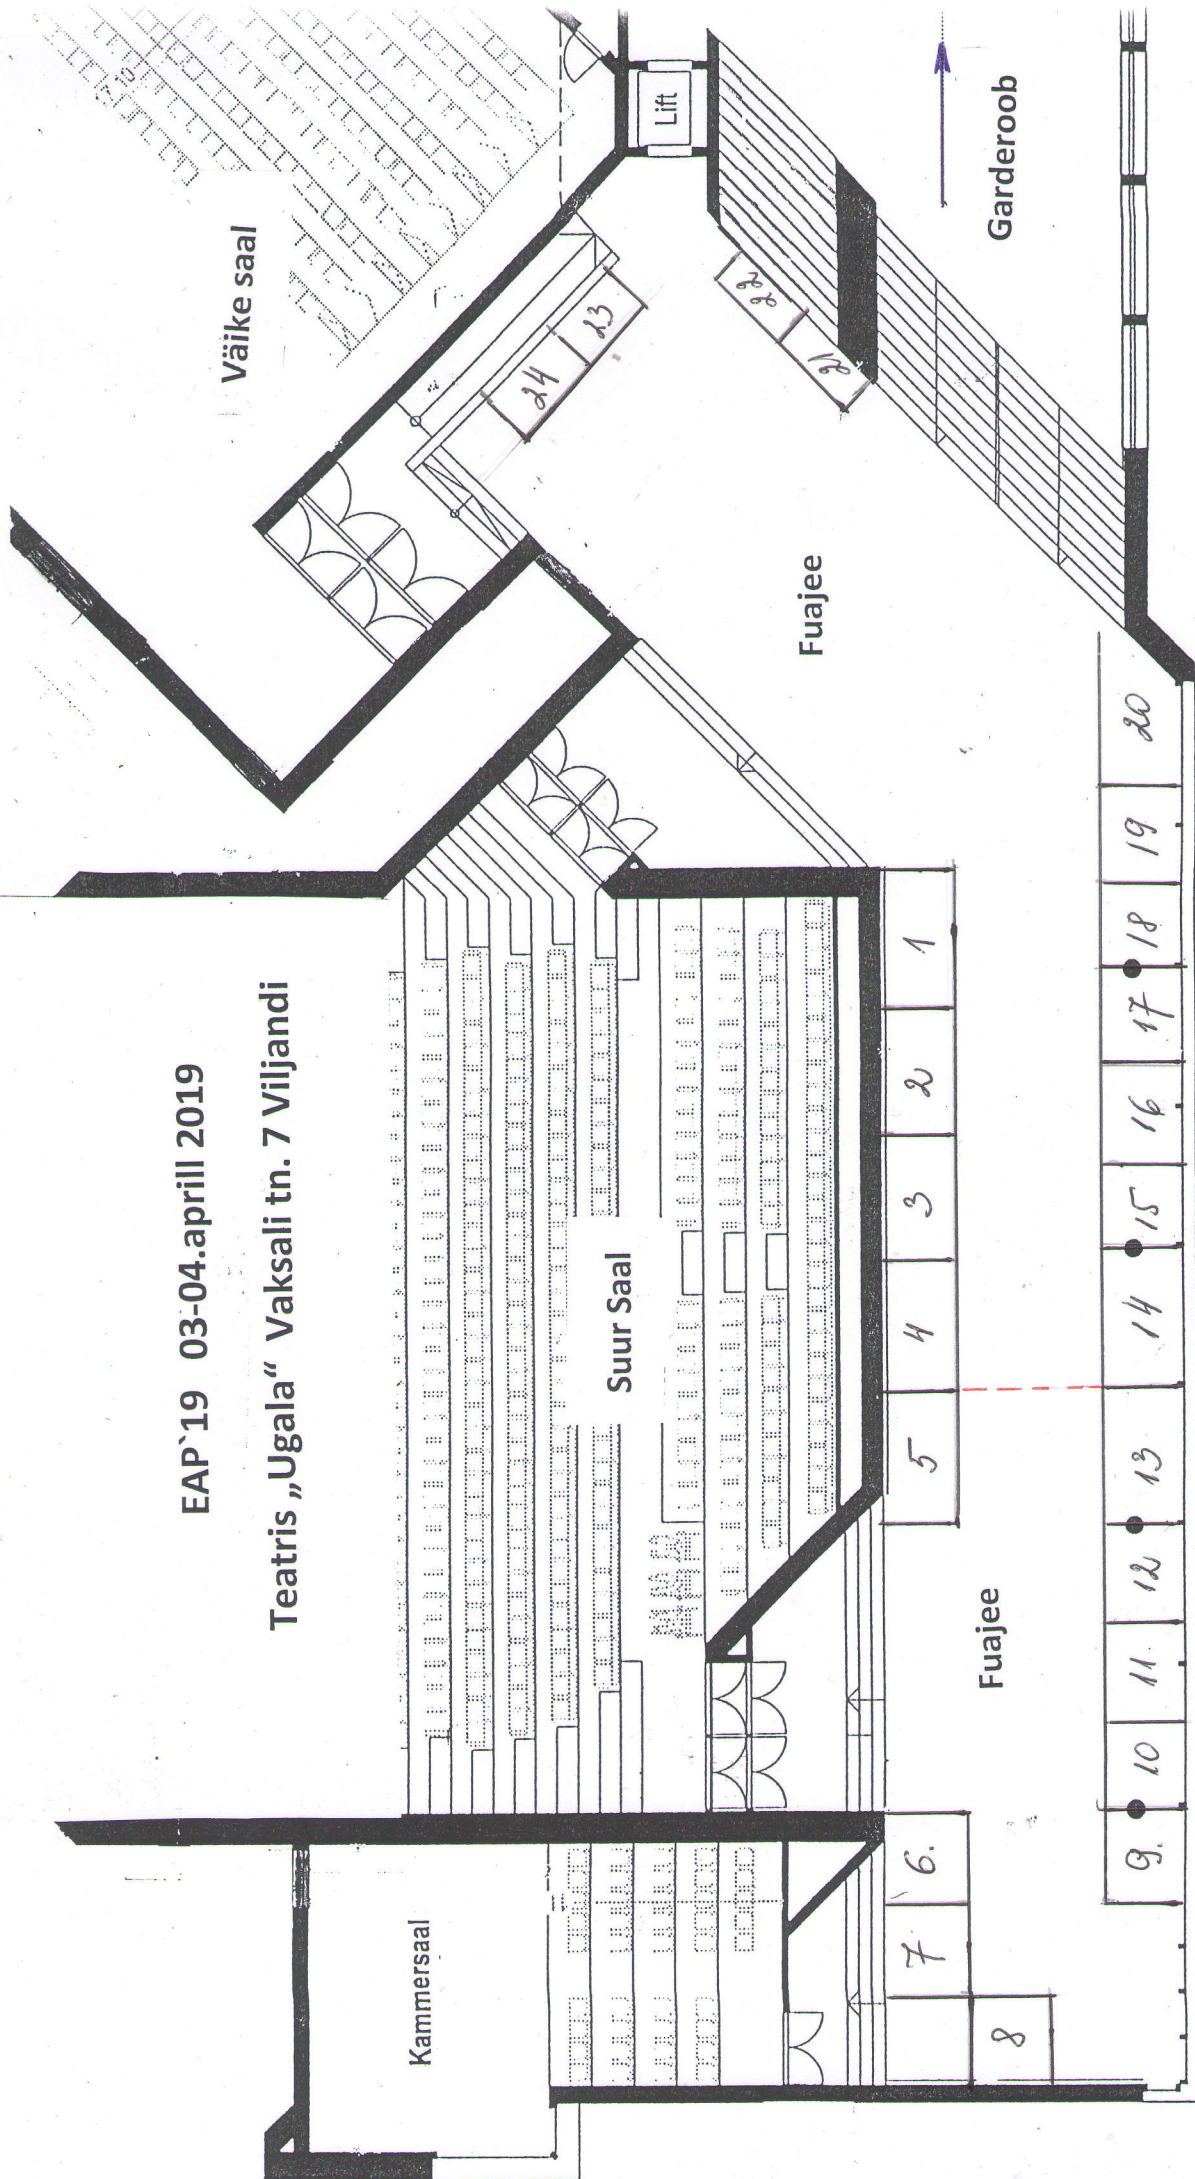 EAP`19 03-04.aprill 2019
Teatris „Ugala“ Vaksali tn. 7 Viljandi
Kammersaal
Suur Saal
Väike saal
Lift
Garderoob
Fuajee
Fuajee
24
23
22
21
8
7
6.
5
4
3
2
1
9.
10
11.
12
13
14
15
16
17
18
19
20